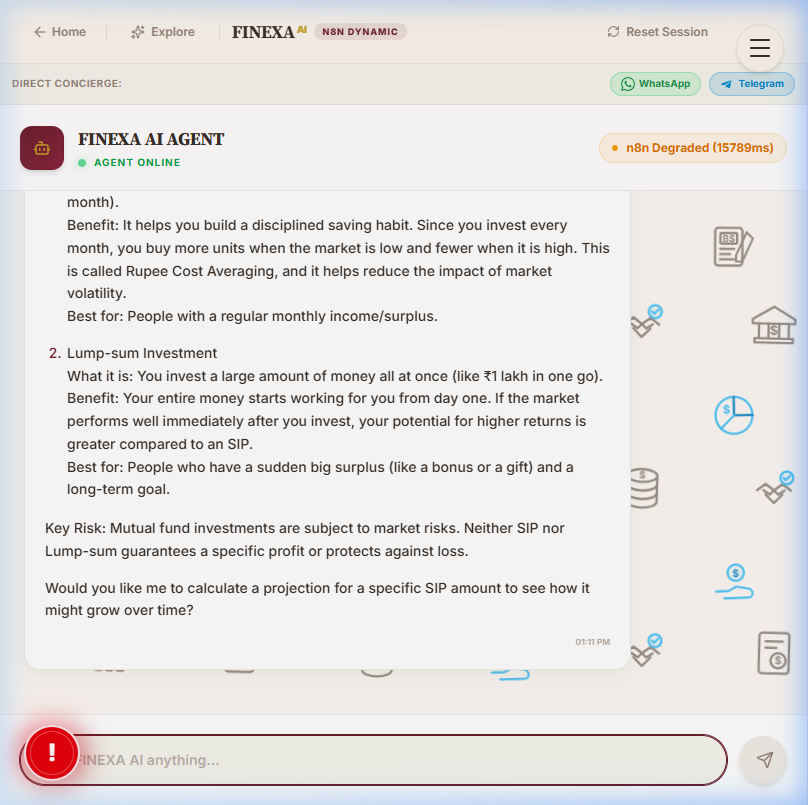 Home
Explore
FINEXA AI
N8N DYNAMIC
Reset Session
DIRECT CONCIERGE:
WhatsApp
Telegram
FINEXA AI AGENT
AGENT ONLINE
n8n Degraded (15789ms)
month).
Benefit: It helps you build a disciplined saving habit. Since you invest every
month, you buy more units when the market is low and fewer when it is high. This
is called Rupee Cost Averaging, and it helps reduce the impact of market
volatility.
Best for: People with a regular monthly income/surplus.
2. Lump-sum Investment
What it is: You invest a large amount of money all at once (like ₹1 lakh in one go).
Benefit: Your entire money starts working for you from day one. If the market
performs well immediately after you invest, your potential for higher returns is
greater compared to an SIP.
Best for: People who have a sudden big surplus (like a bonus or a gift) and a
long-term goal.
Key Risk: Mutual fund investments are subject to market risks. Neither SIP nor
Lump-sum guarantees a specific profit or protects against loss.
Would you like me to calculate a projection for a specific SIP amount to see how it
might grow over time?
01:11 PM
! FINEXA AI anything...